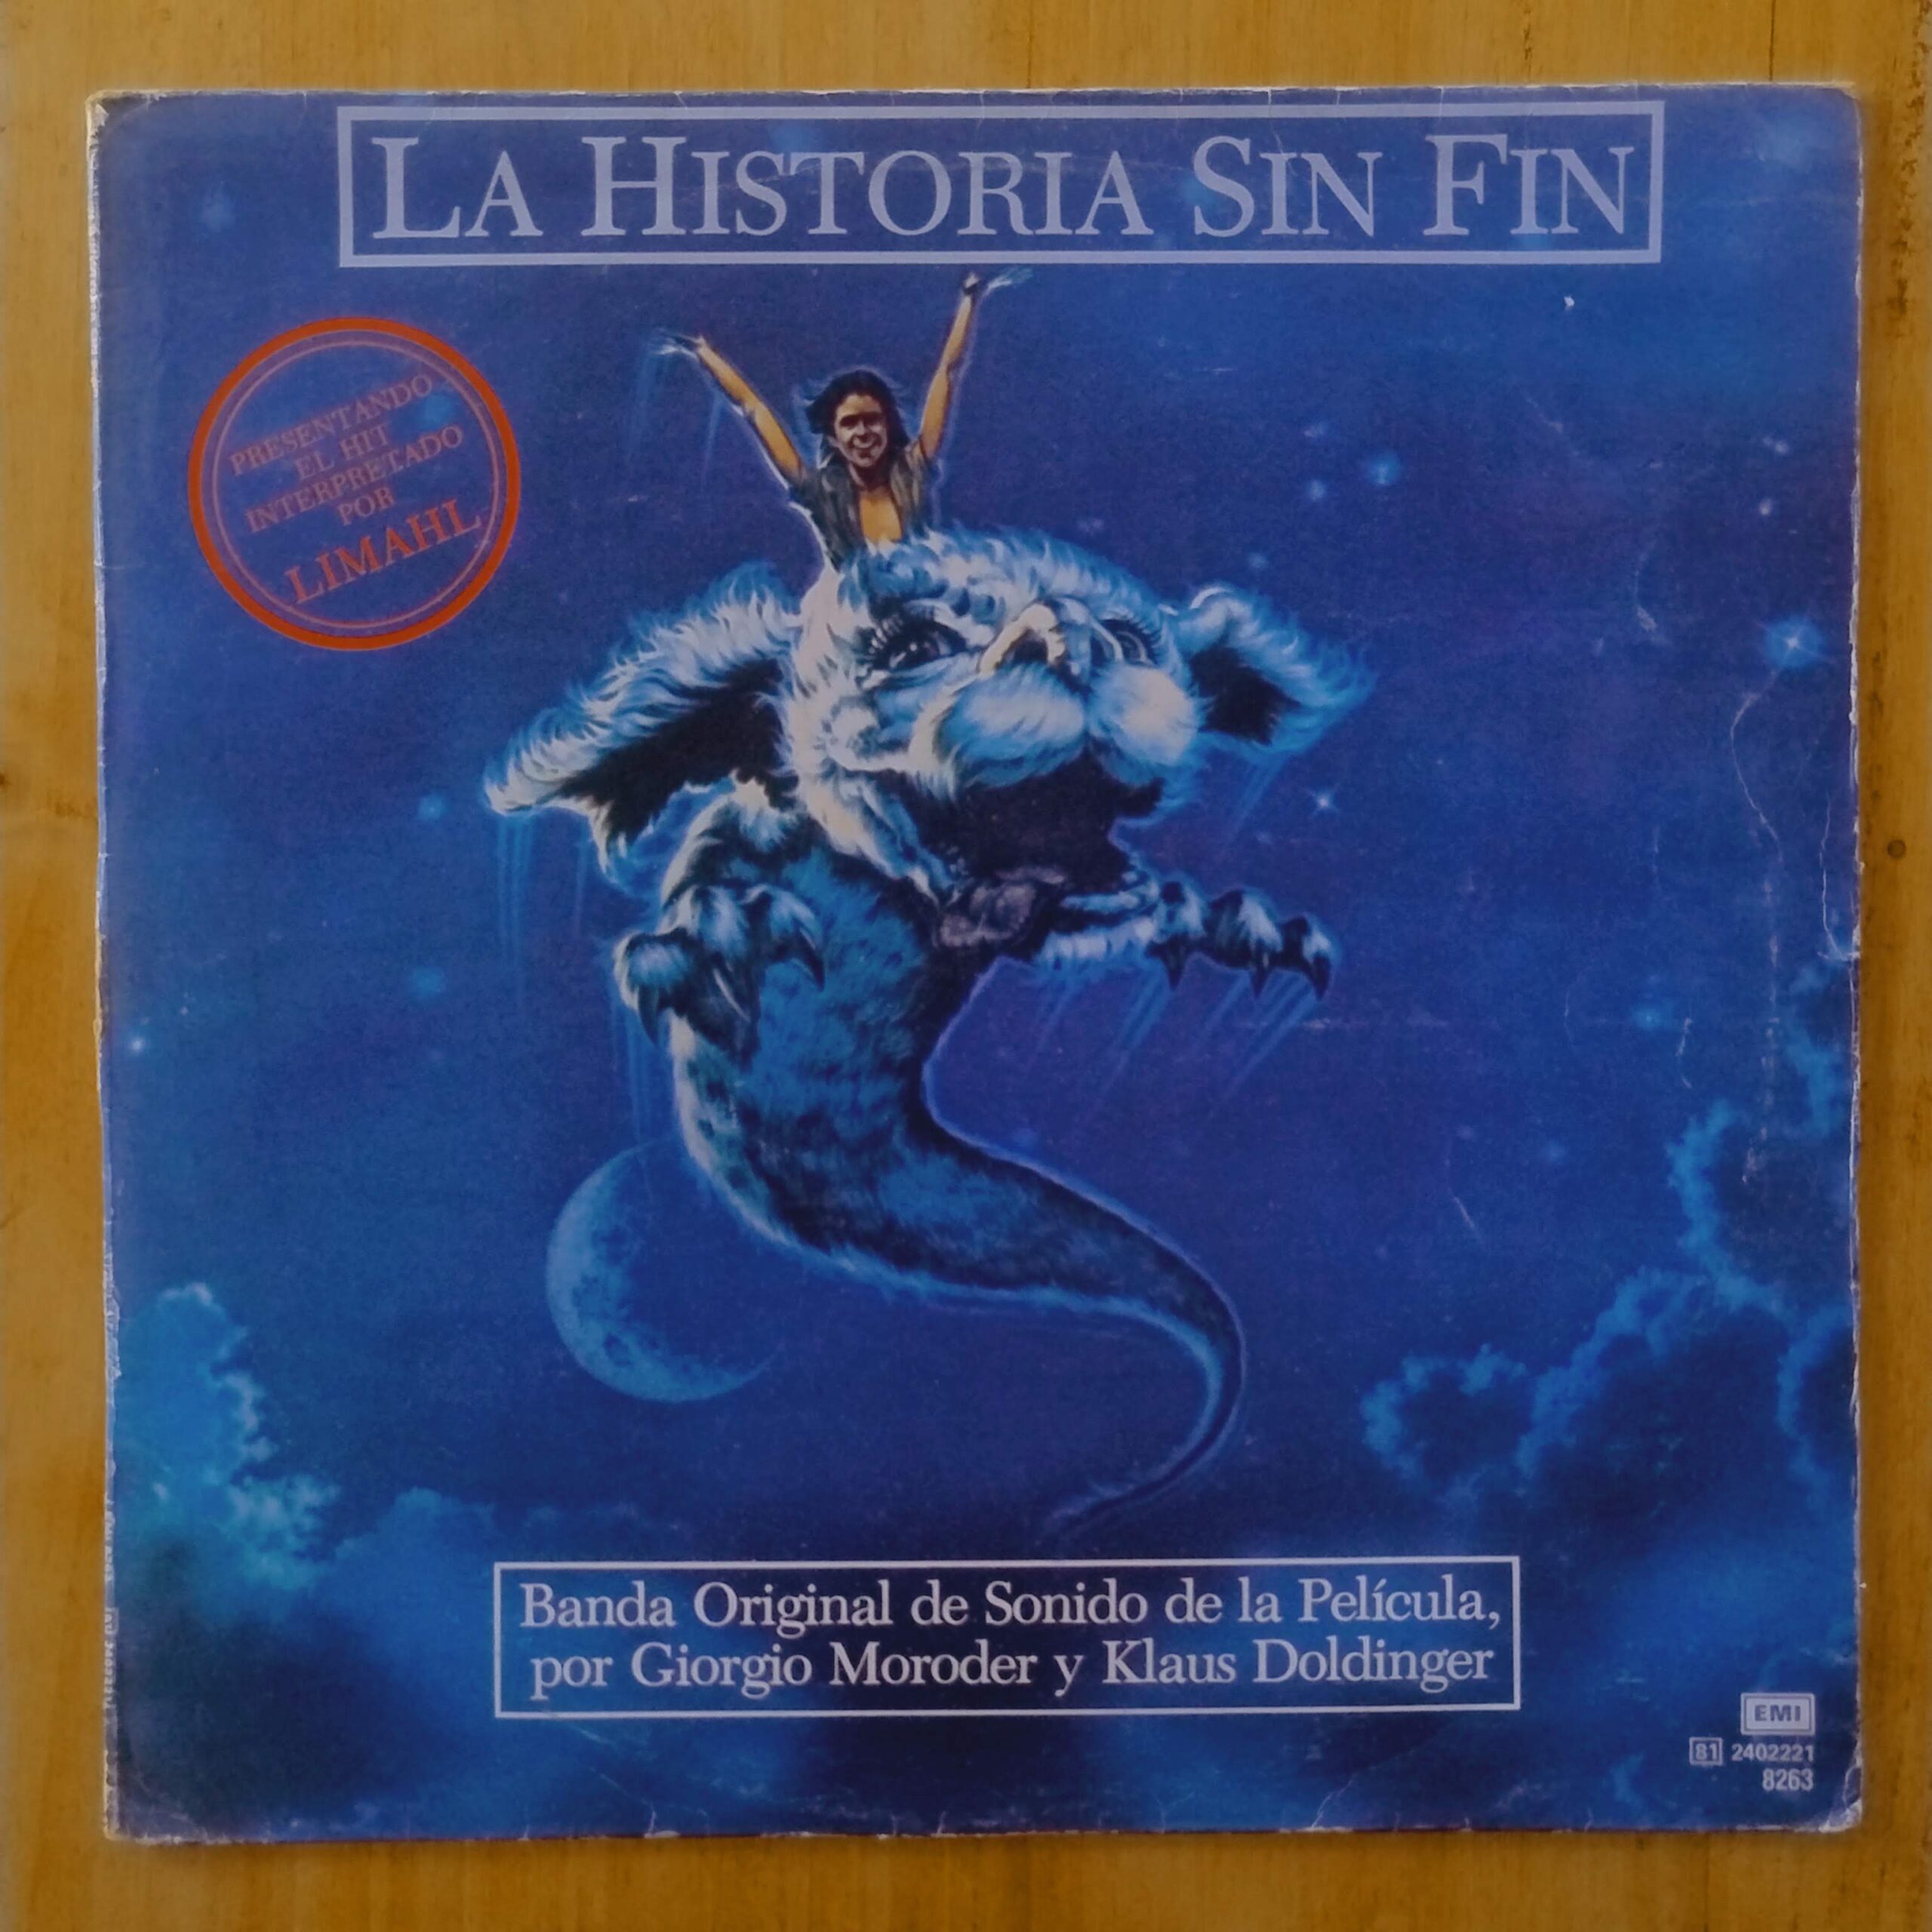 LA HISTORIA SIN FIN
PRESENTANDO
EL HIT
INTERPRETADO
POR
LIMAHL
Banda Original de Sonido de la Película,
por Giorgio Moroder y Klaus Doldinger
EMI
81 2402221
8263